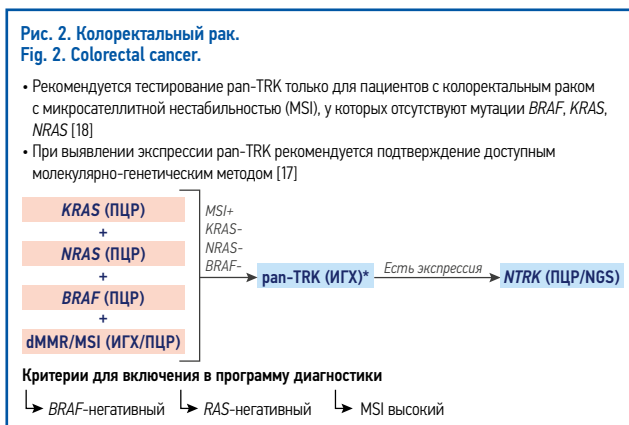 Рис. 2. Колоректальный рак.
Fig. 2. Colorectal cancer.
• Рекомендуется тестирование pan-TRK только для пациентов с колоректальным раком
с микросателлитной нестабильностью (MSI), у которых отсутствуют мутации BRAF, KRAS,
NRAS [18]
• При выявлении экспрессии pan-TRK рекомендуется подтверждение доступным
молекулярно-генетическим методом [17]
KRAS (ПЦР)
+
NRAS (ПЦР)
+
BRAF (ПЦР)
+
dMMR/MSI (ИГХ/ПЦР)
MSI+
KRAS-
NRAS-
BRAF-
pan-TRK (ИГХ)*
Есть экспрессия
NTRK (ПЦР/NGS)
Критерии для включения в программу диагностики
BRAF-негативный
RAS-негативный
MSI высокий